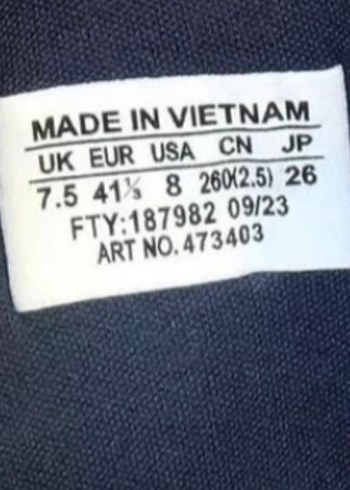 MADE IN VIETNAM
UK EUR USA CN JP
7.5 41⅓ 8 260(2.5) 26
FTY:187982 09/23
ART NO.473403